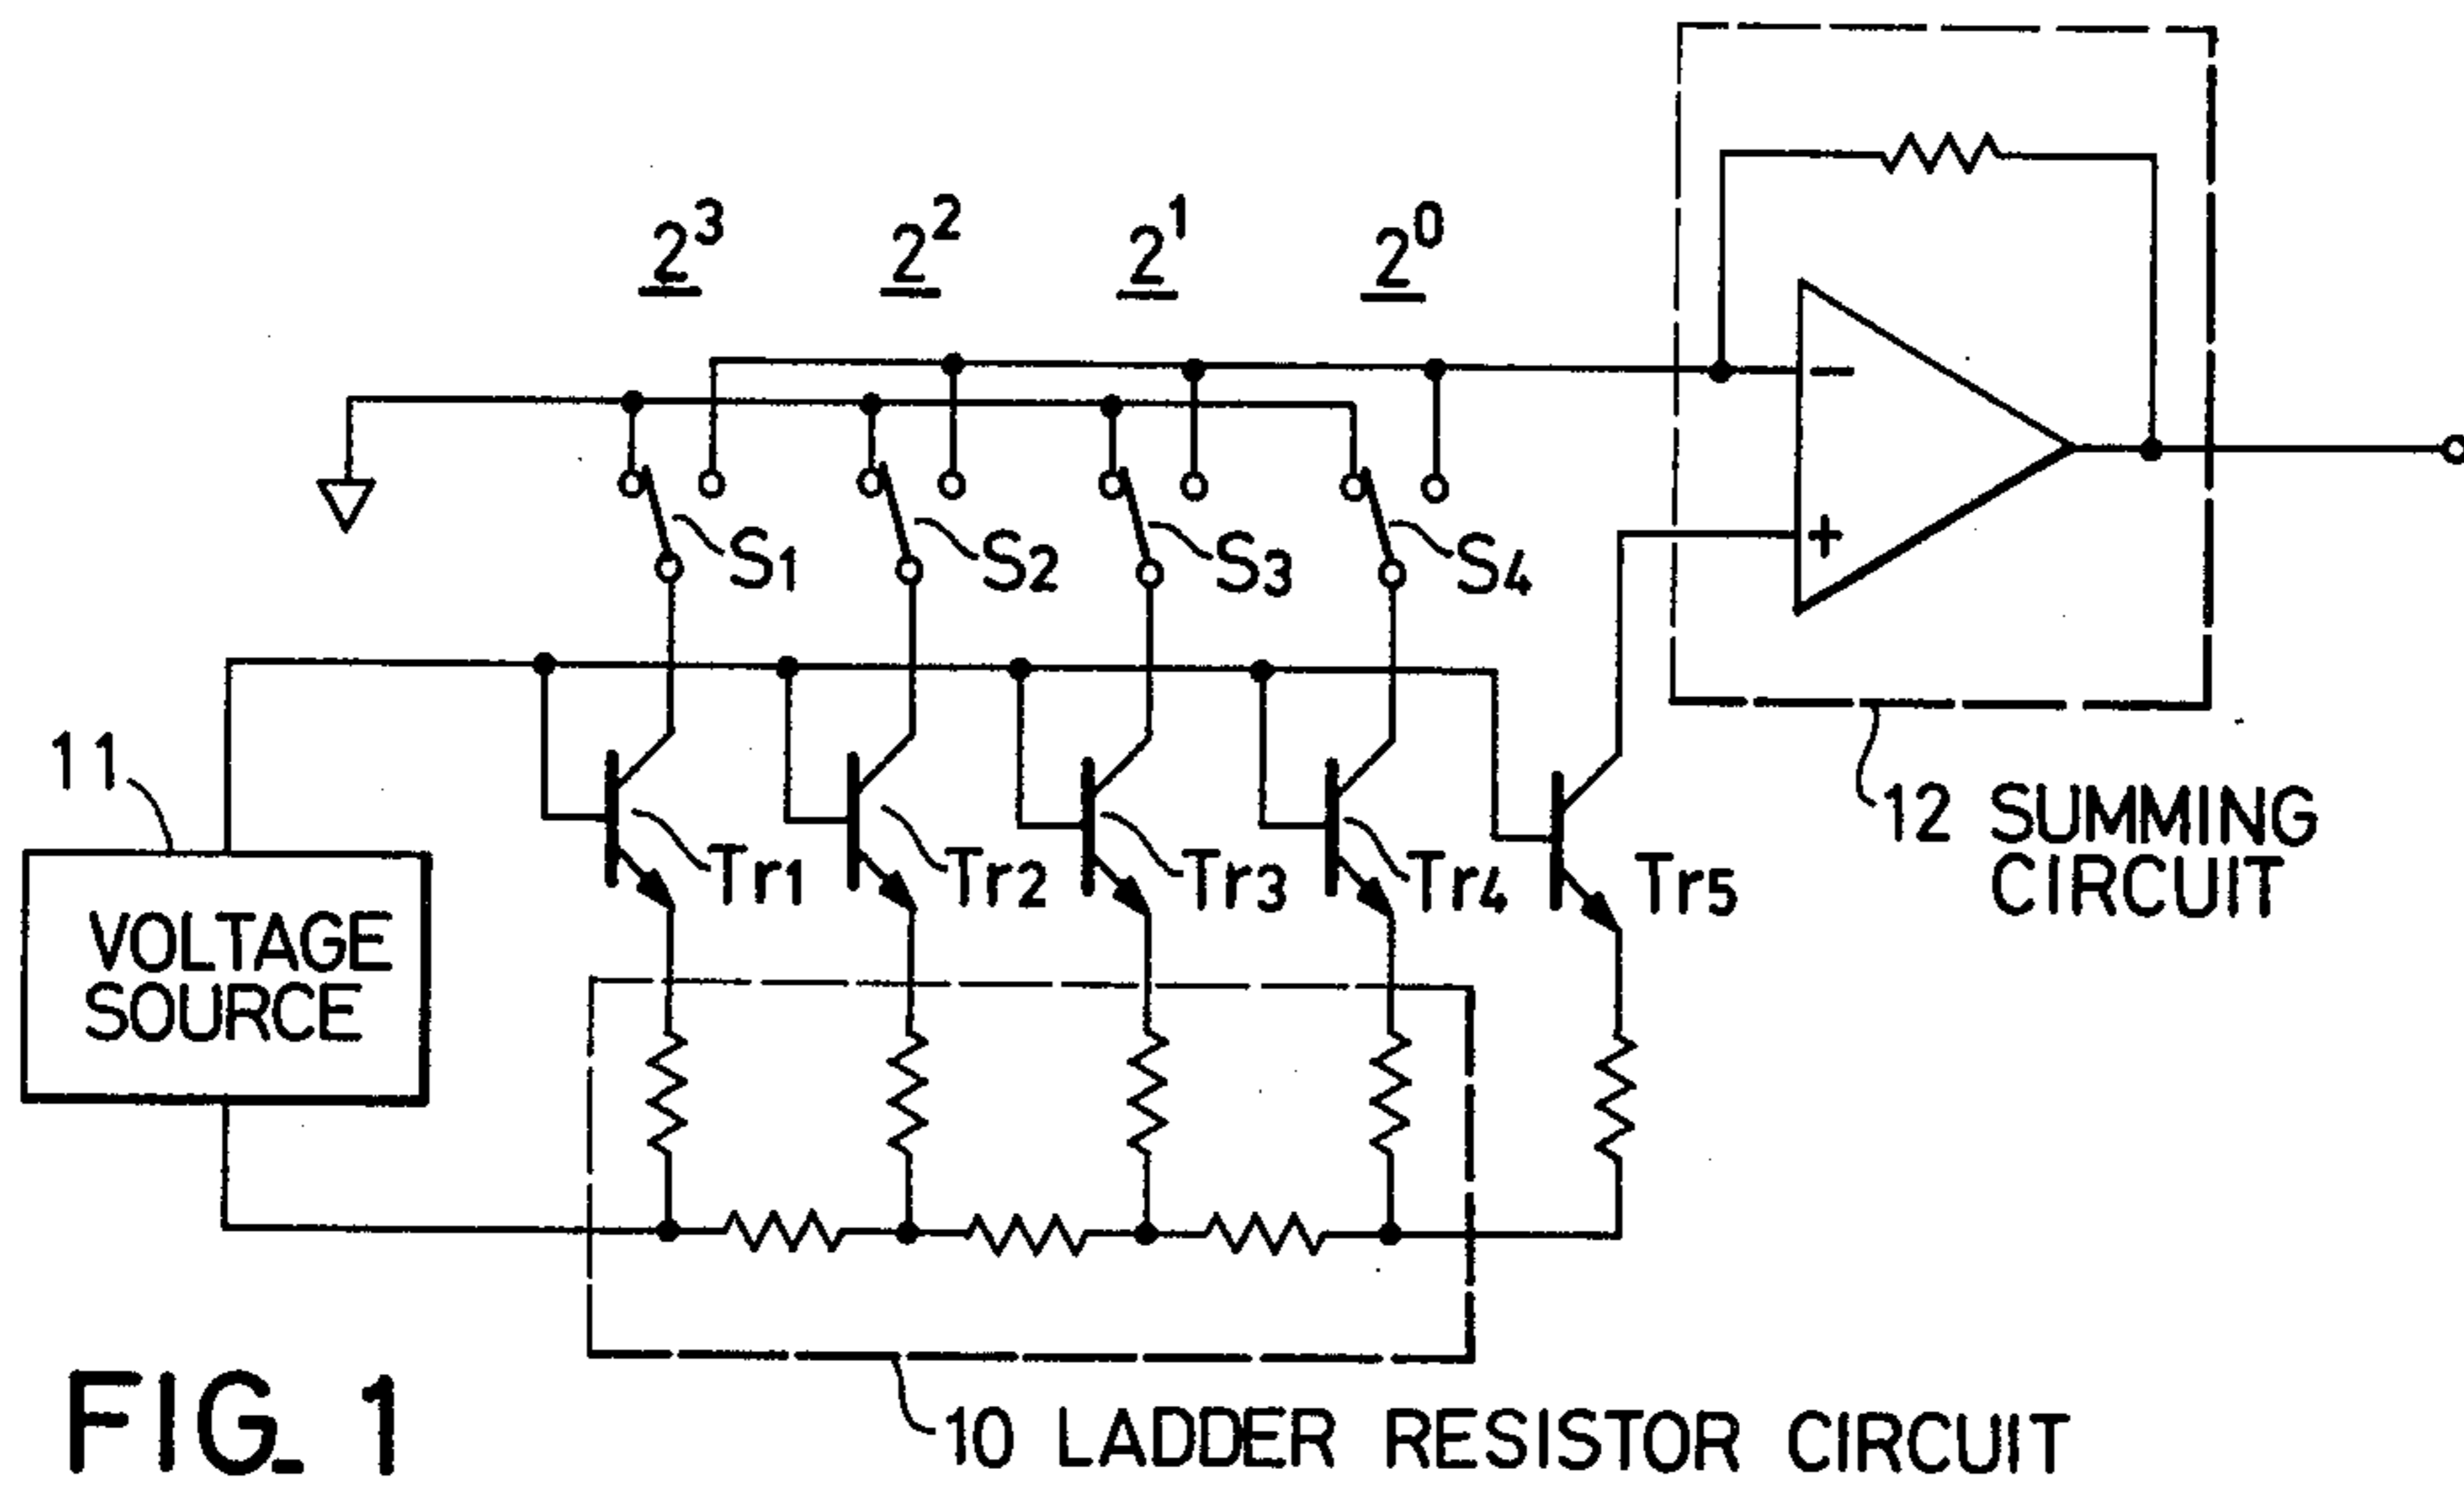 2³ 2² 2¹ 2⁰
−
+
S1 S2 S3 S4
11
VOLTAGE
SOURCE
Tr1 Tr2 Tr3 Tr4 Tr5
12 SUMMING
CIRCUIT
10 LADDER RESISTOR CIRCUIT
FIG. 1